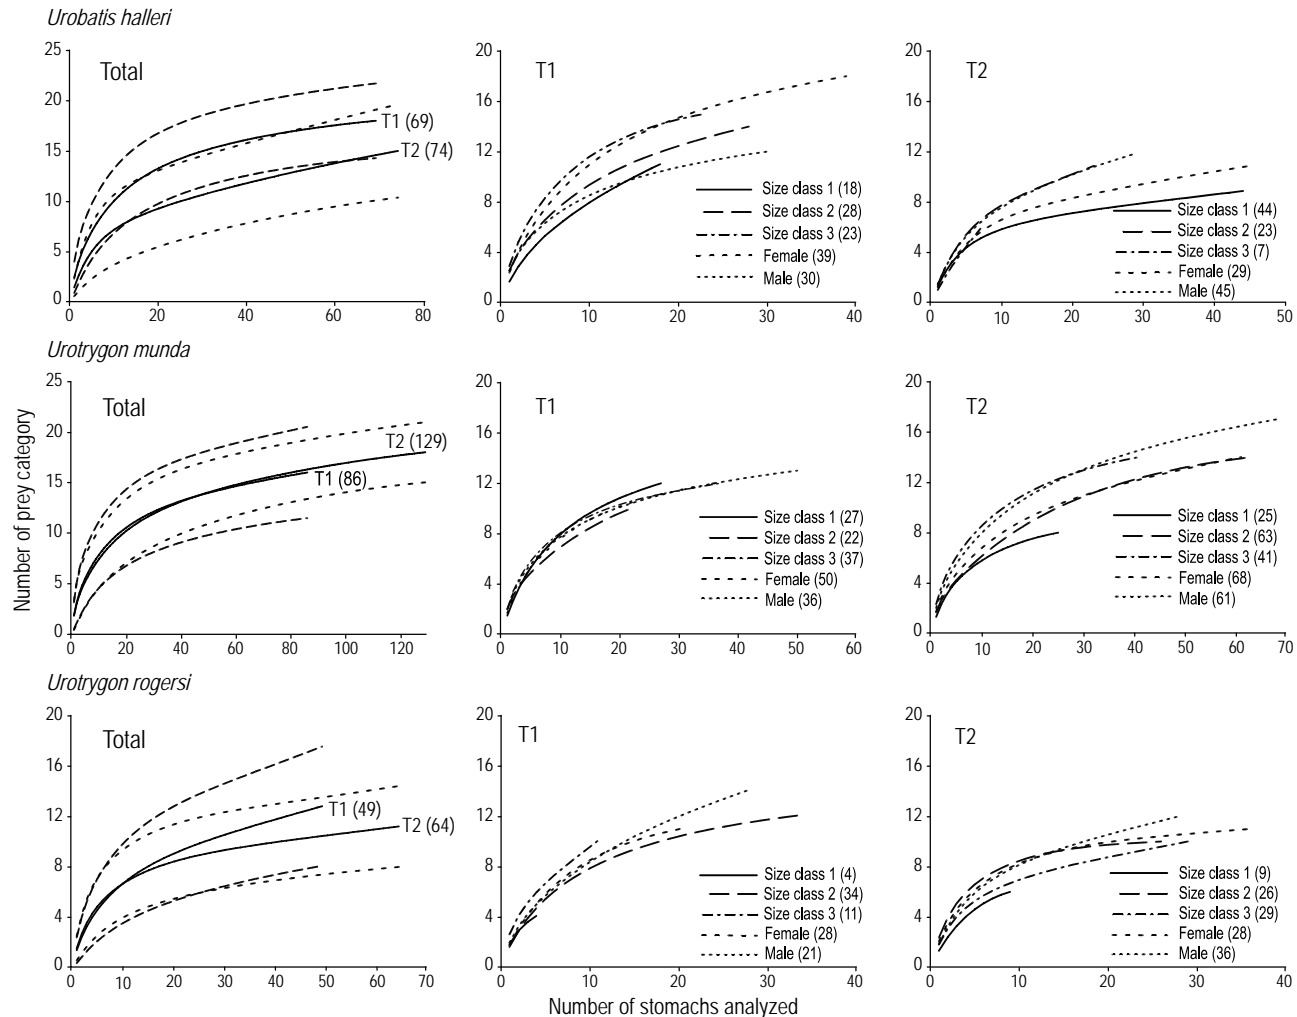 Urobatis halleri
25
20
15
10
5
0
0 20 40 60 80
Total
T1 (69)
T2 (74)
20
16
12
8
4
0
0 10 20 30 40
T1
Size class 1 (18)
Size class 2 (28)
Size class 3 (23)
Female (39)
Male (30)
20
16
12
8
4
0
0 10 20 30 40 50
T2
Size class 1 (44)
Size class 2 (23)
Size class 3 (7)
Female (29)
Male (45)
Urotrygon munda
Number of prey category
25
20
15
10
5
0
0 20 40 60 80 100 120
Total
T2 (129)
T1 (86)
20
16
12
8
4
0
0 10 20 30 40 50 60
T1
Size class 1 (27)
Size class 2 (22)
Size class 3 (37)
Female (50)
Male (36)
20
16
12
8
4
0
0 10 20 30 40 50 60 70
T2
Size class 1 (25)
Size class 2 (63)
Size class 3 (41)
Female (68)
Male (61)
Urotrygon rogersi
20
16
12
8
4
0
0 10 20 30 40 50 60 70
Total
T1 (49)
T2 (64)
20
16
12
8
4
0
0 10 20 30 40
T1
Size class 1 (4)
Size class 2 (34)
Size class 3 (11)
Female (28)
Male (21)
20
16
12
8
4
0
0 10 20 30 40
T2
Size class 1 (9)
Size class 2 (26)
Size class 3 (29)
Female (28)
Male (36)
Number of stomachs analyzed